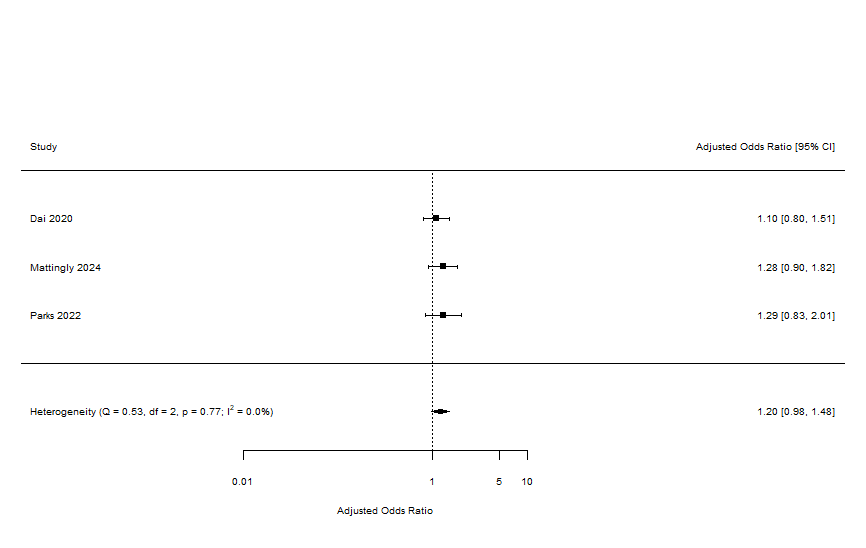 Study Adjusted Odds Ratio [95% CI]
Dai 2020 1.10 [0.80, 1.51]
Mattingly 2024 1.28 [0.90, 1.82]
Parks 2022 1.29 [0.83, 2.01]
Heterogeneity (Q = 0.53, df = 2, p = 0.77; I² = 0.0%) 1.20 [0.98, 1.48]
0.01 1 5 10
Adjusted Odds Ratio